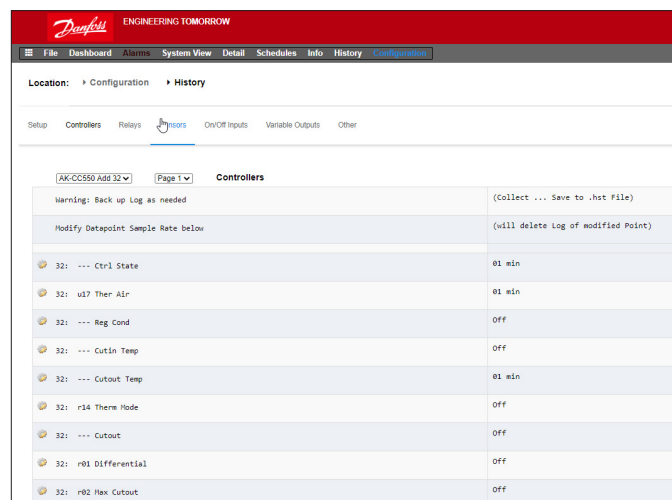 Danfoss ENGINEERING TOMORROW
File Dashboard Alarms System View Detail Schedules Info History Configuration
Location: Configuration History
Setup Controllers Relays Sensors On/Off Inputs Variable Outputs Other
AK-CC550 Add 32 Page 1 Controllers
Warning: Back up Log as needed (Collect ... Save to .hst File)
Modify Datapoint Sample Rate below (will delete Log of modified Point)
32: --- Ctrl State 01 min
32: u17 Ther Air 01 min
32: --- Reg Cond Off
32: --- Cutin Temp Off
32: --- Cutout Temp 01 min
32: r14 Therm Mode Off
32: --- Cutout Off
32: r01 Differential Off
32: r02 Max Cutout Off